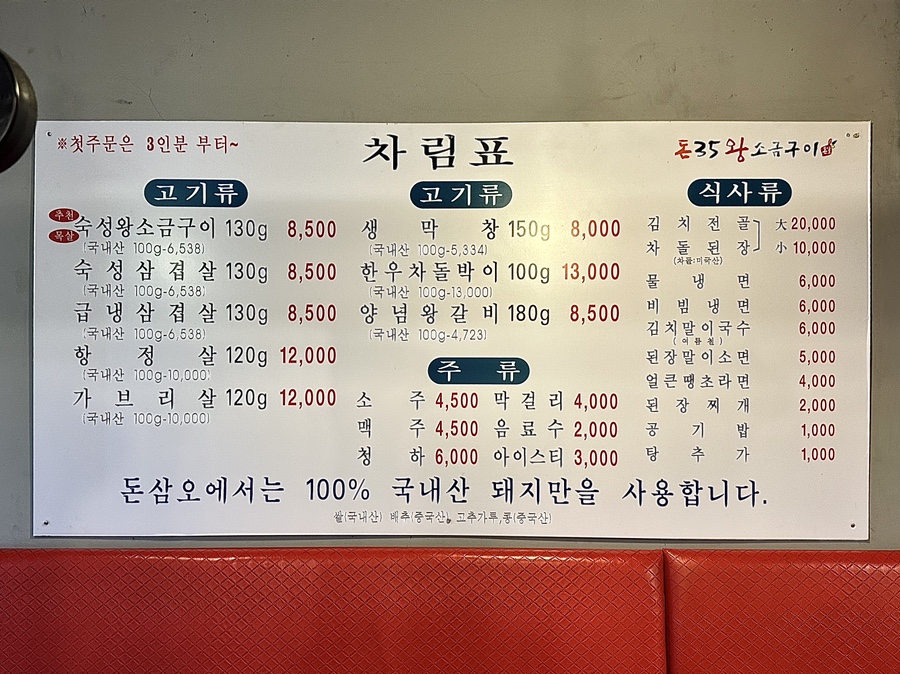 ※첫주문은 3인분 부터~
차림표
돈35왕소금구이
고기류
추천 목살 숙성왕소금구이 130g 8,500
(국내산 100g-6,538)
숙성삼겹살 130g 8,500
(국내산 100g-6,538)
급냉삼겹살 130g 8,500
(국내산 100g-6,538)
항정살 120g 12,000
(국내산 100g-10,000)
가브리살 120g 12,000
(국내산 100g-10,000)
고기류
생막창 150g 8,000
(국내산 100g-5,334)
한우차돌박이 100g 13,000
(국내산 100g-13,000)
양념왕갈비 180g 8,500
(국내산 100g-4,723)
주류
소주 4,500 막걸리 4,000
맥주 4,500 음료수 2,000
청하 6,000 아이스티 3,000
식사류
김치전골 大 20,000
차돌된장 小 10,000
(차돌:미국산)
물냉면 6,000
비빔냉면 6,000
김치말이국수 6,000
(여름철)
된장말이소면 5,000
얼큰땡초라면 4,000
된장찌개 2,000
공기밥 1,000
탕추가 1,000
돈삼오에서는 100% 국내산 돼지만을 사용합니다.
쌀(국내산) 배추(중국산), 고추가루,콩(중국산)